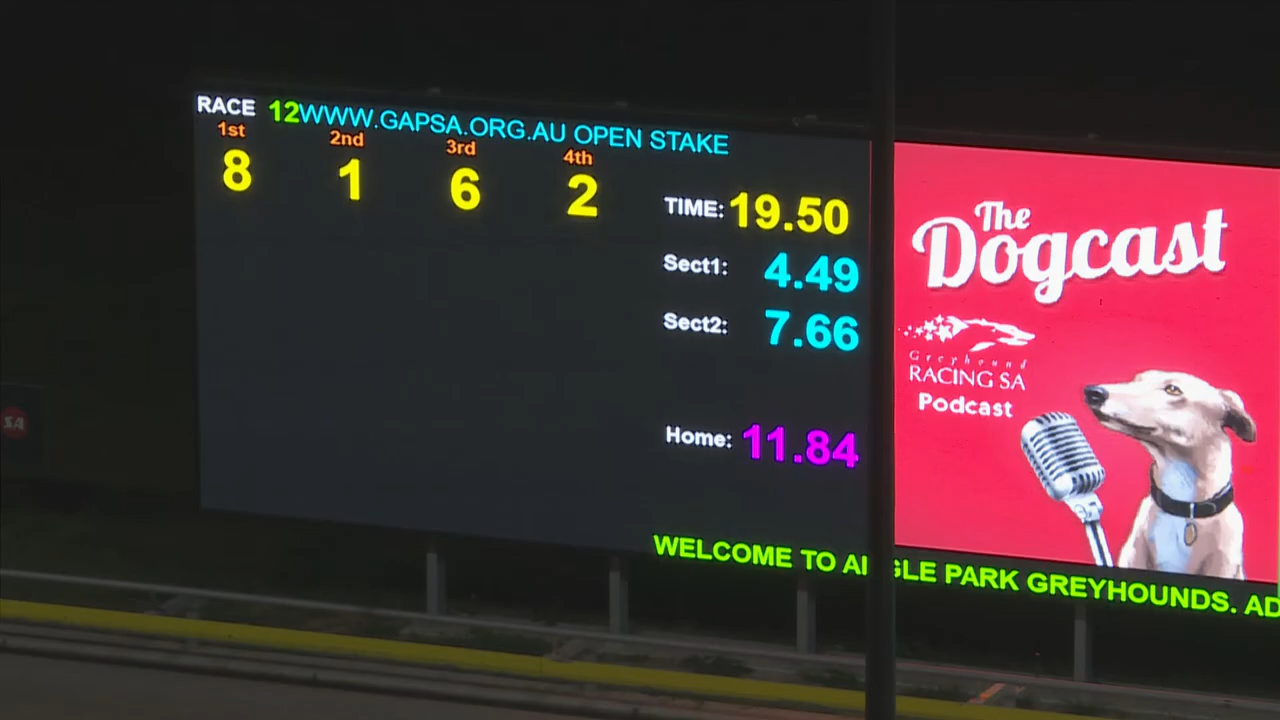 RACE 12WWW.GAPSA.ORG.AU OPEN STAKE
1st 2nd 3rd 4th
8 1 6 2
TIME: 19.50
Sect1: 4.49
Sect2: 7.66
Home: 11.84
The
Dogcast
Greyhound
RACING SA
Podcast
SA
WELCOME TO A GLE PARK GREYHOUNDS. AD